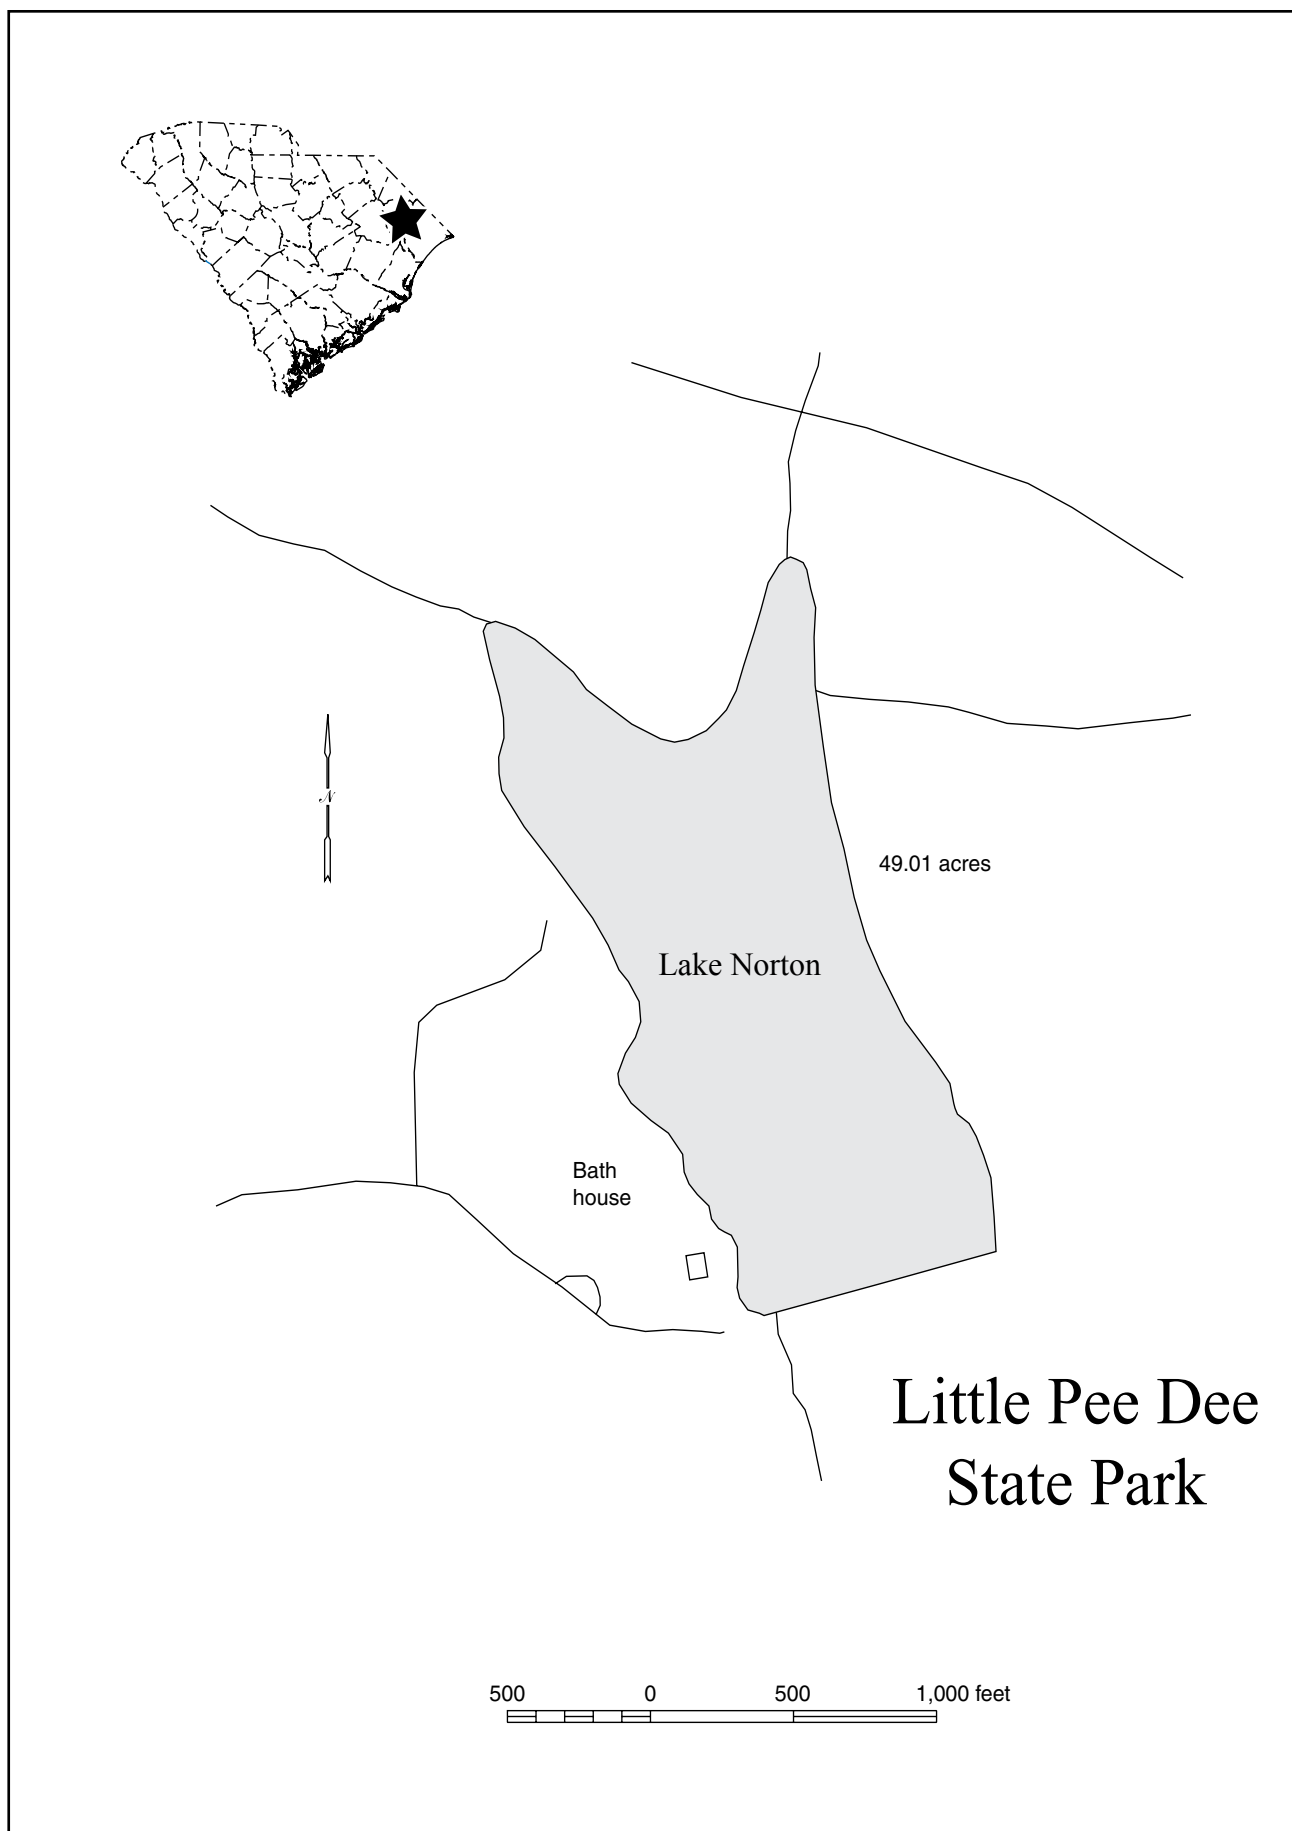 N
49.01 acres
Lake Norton
Bath
house
Little Pee Dee
State Park
500 0 500 1,000 feet